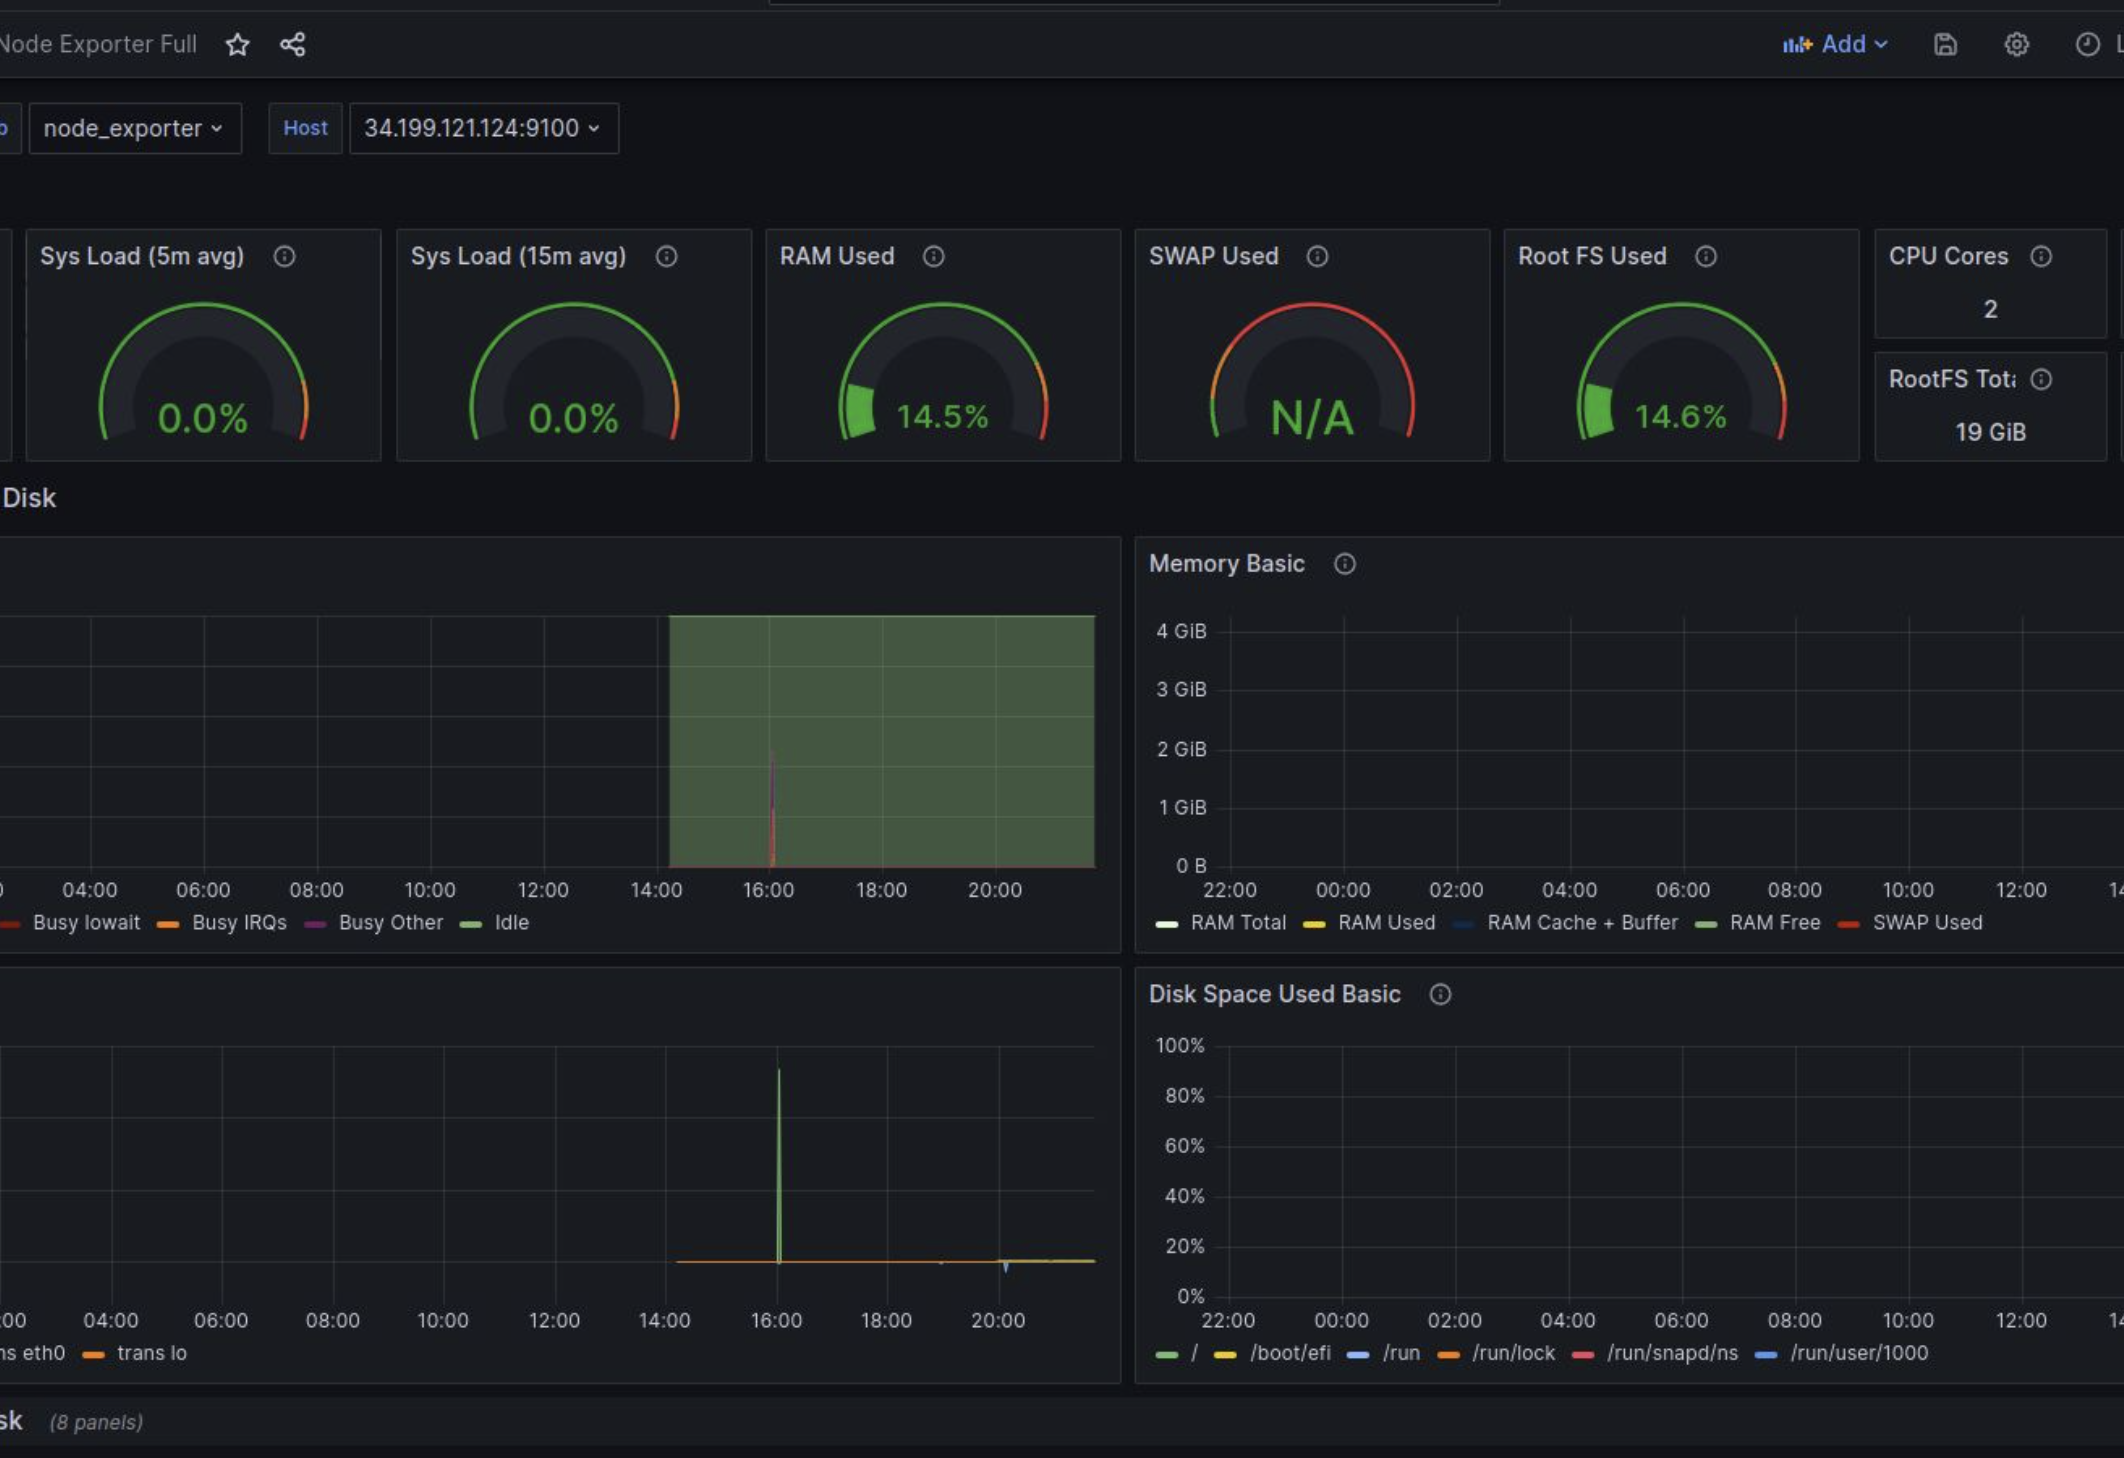 Node Exporter Full
Add
node_exporter
Host
34.199.121.124:9100
Sys Load (5m avg)
Sys Load (15m avg)
RAM Used
SWAP Used
Root FS Used
CPU Cores
2
0.0%
0.0%
14.5%
N/A
14.6%
RootFS Tot
19 GiB
Disk
Memory Basic
4 GiB
3 GiB
2 GiB
1 GiB
0 B
04:00 06:00 08:00 10:00 12:00 14:00 16:00 18:00 20:00
Busy Iowait Busy IRQs Busy Other Idle
22:00 00:00 02:00 04:00 06:00 08:00 10:00 12:00 14
RAM Total RAM Used RAM Cache + Buffer RAM Free SWAP Used
Disk Space Used Basic
100%
80%
60%
40%
20%
0%
:00 04:00 06:00 08:00 10:00 12:00 14:00 16:00 18:00 20:00
ns eth0 trans lo
22:00 00:00 02:00 04:00 06:00 08:00 10:00 12:00 14
/ /boot/efi /run /run/lock /run/snapd/ns /run/user/1000
sk (8 panels)